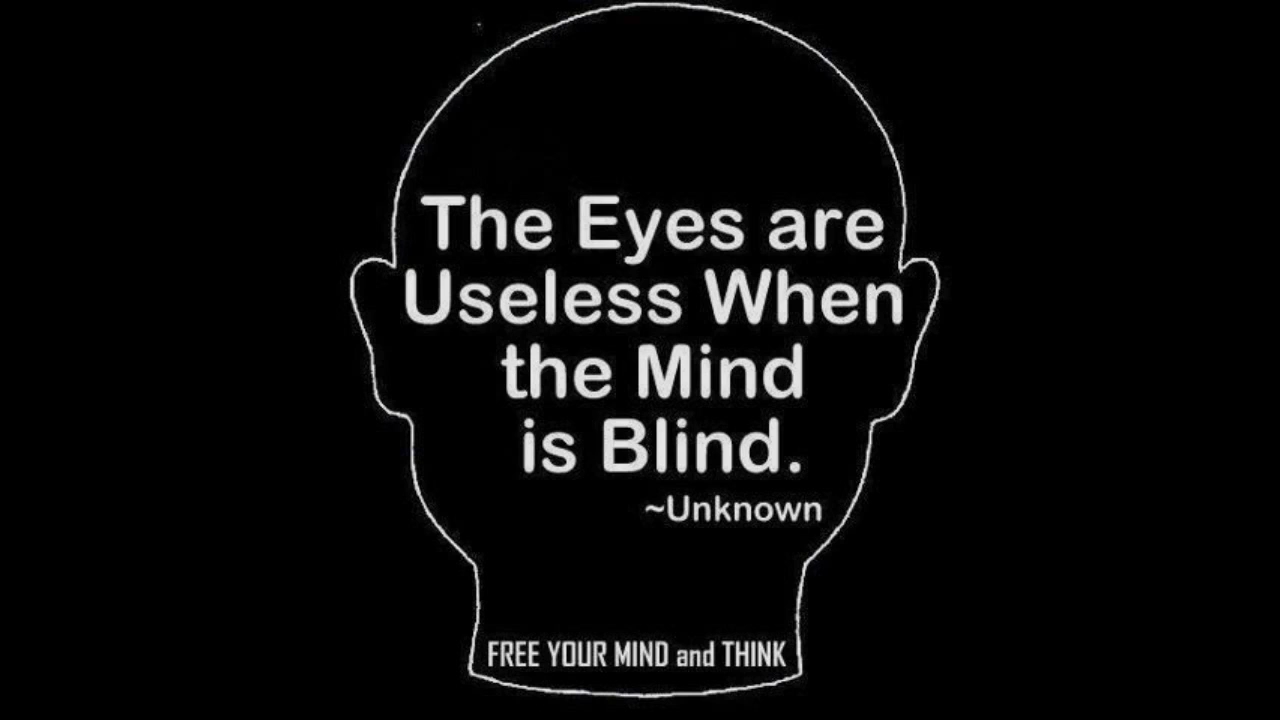 The Eyes are
Useless When
the Mind
is Blind.
~Unknown
FREE YOUR MIND and THINK